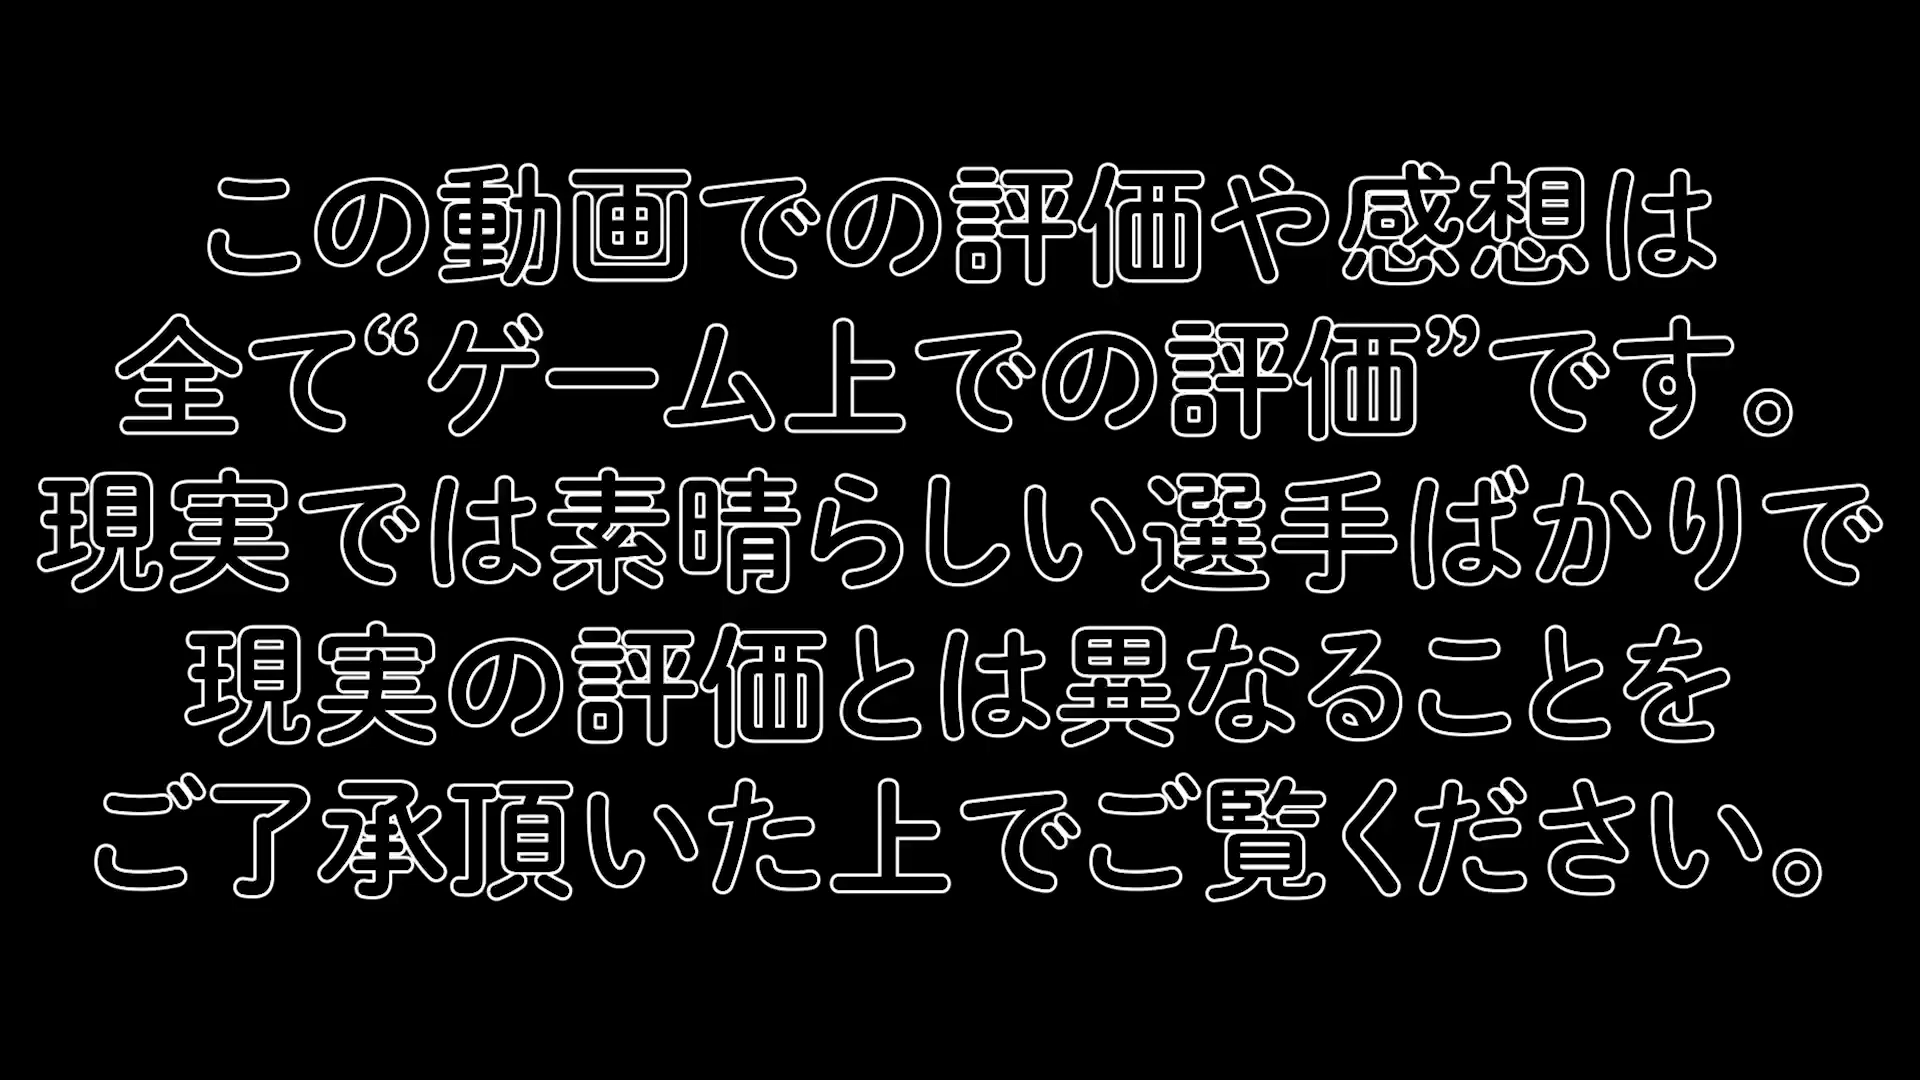 この動画での評価や感想は
全て“ゲーム上での評価”です。
現実では素晴らしい選手ばかりで
現実の評価とは異なることを
ご了承頂いた上でご覧ください。